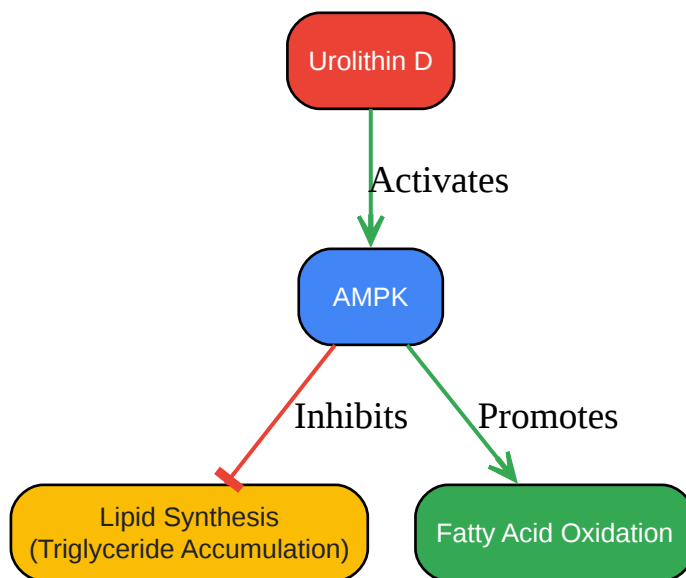 Urolithin D
Activates
AMPK
Inhibits
Promotes
Lipid Synthesis
(Triglyceride Accumulation)
Fatty Acid Oxidation